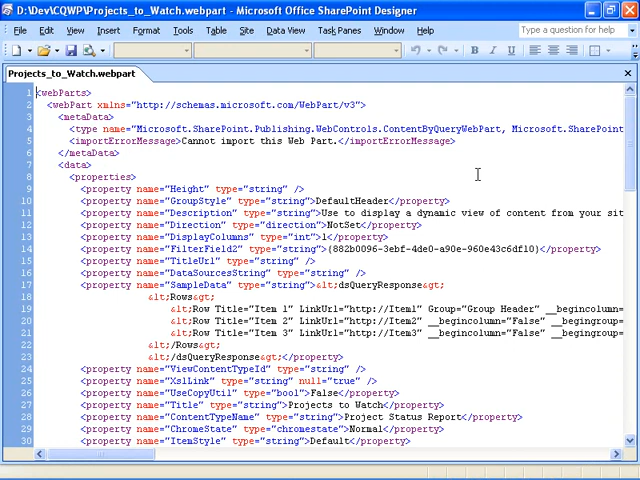 D:\Dev\CQWP\Projects_to_Watch.webpart - Microsoft Office SharePoint Designer
File Edit View Insert Format Tools Table Site Data View Task Panes Window Help Type a question for help
Projects_to_Watch.webpart
1 <webParts>
2 <webPart xmlns="http://schemas.microsoft.com/WebPart/v3">
3 <metaData>
4 <type name="Microsoft.SharePoint.Publishing.WebControls.ContentByQueryWebPart, Microsoft.SharePoint
5 <importErrorMessage>Cannot import this Web Part.</importErrorMessage>
6 </metaData>
7 <data>
8 <properties>
9 <property name="Height" type="string" />
10 <property name="GroupStyle" type="string">DefaultHeader</property>
11 <property name="Description" type="string">Use to display a dynamic view of content from your sit
12 <property name="Direction" type="direction">NotSet</property>
13 <property name="DisplayColumns" type="int">1</property>
14 <property name="FilterField2" type="string">{882b0096-3ebf-4de0-a90e-960e43c6df10}</property>
15 <property name="TitleUrl" type="string" />
16 <property name="DataSourcesString" type="string" />
17 <property name="SampleData" type="string">&lt;dsQueryResponse&gt;
18 &lt;Rows&gt;
19 &lt;Row Title="Item 1" LinkUrl="http://Item1" Group="Group Header" __begincolumn=
20 &lt;Row Title="Item 2" LinkUrl="http://Item2" __begincolumn="False" __begingroup=
21 &lt;Row Title="Item 3" LinkUrl="http://Item3" __begincolumn="False" __begingroup=
22 &lt;/Rows&gt;
23 &lt;/dsQueryResponse&gt;</property>
24 <property name="ViewContentTypeId" type="string" />
25 <property name="XslLink" type="string" null="true" />
26 <property name="UseCopyUtil" type="bool">False</property>
27 <property name="Title" type="string">Projects to Watch</property>
28 <property name="ContentTypeName" type="string">Project Status Report</property>
29 <property name="ChromeState" type="chromestate">Normal</property>
30 <property name="ItemStyle" type="string">Default</property>